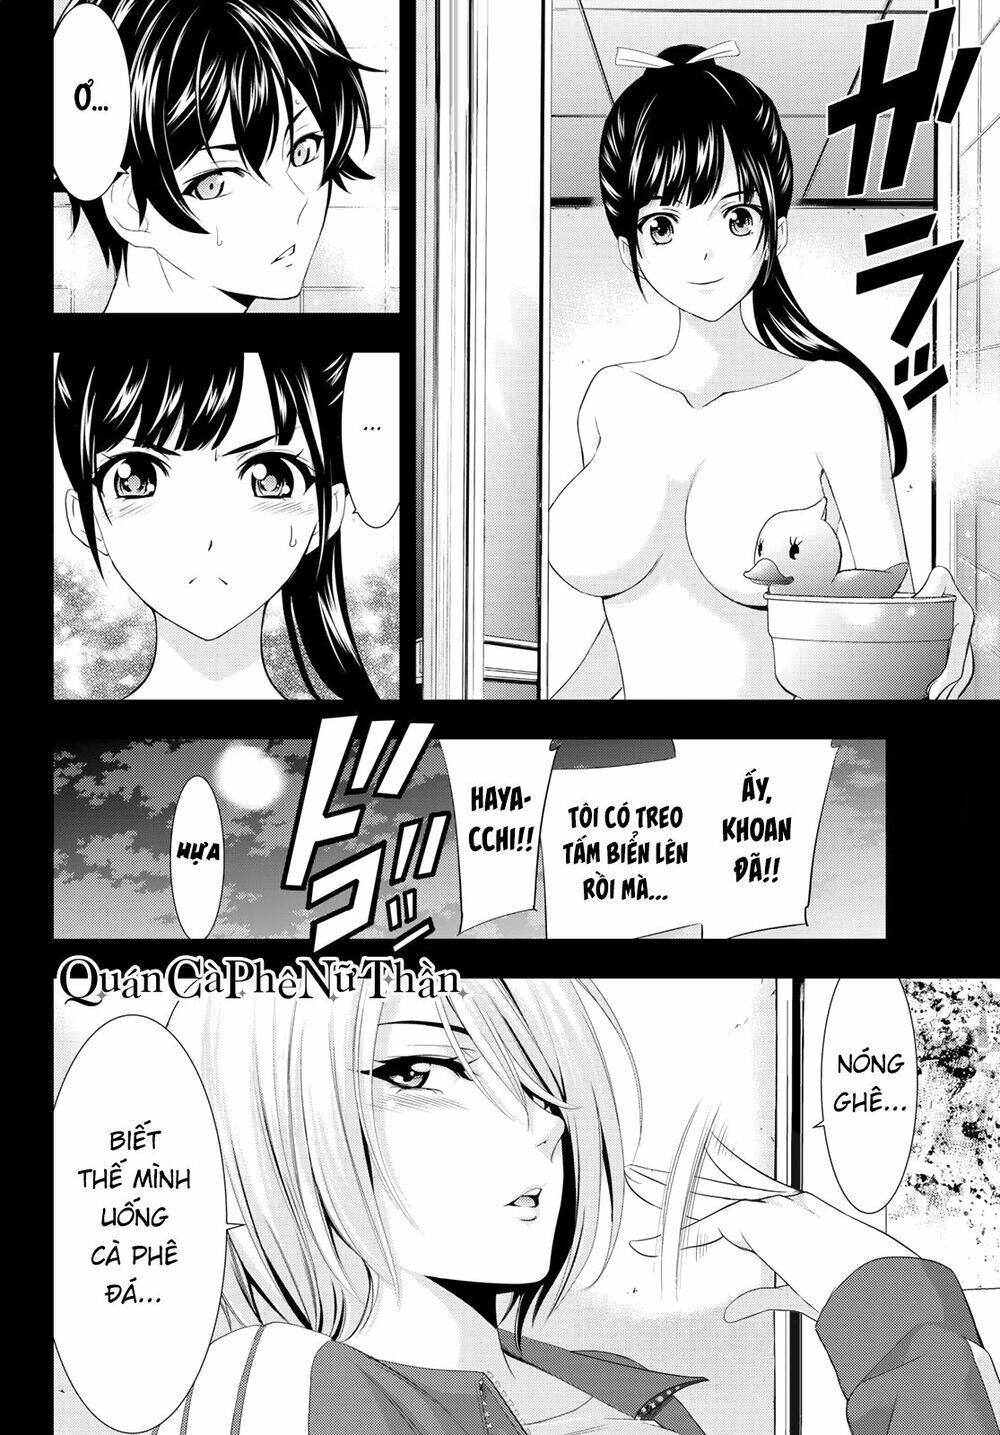 ガ
ラ
ッ
Ơ...
...
ẤY,
KHOAN
ĐÃ!!
TÔI CÓ TREO
TẤM BIỂN LÊN
RỒI MÀ...
HAYA-
CCHI!!
ドゴッ
HỰA
Quán Cà Phê Nữ Thần
NÓNG
GHÊ...
BIẾT
THẾ MÌNH
UỐNG
CÀ PHÊ
ĐÁ...